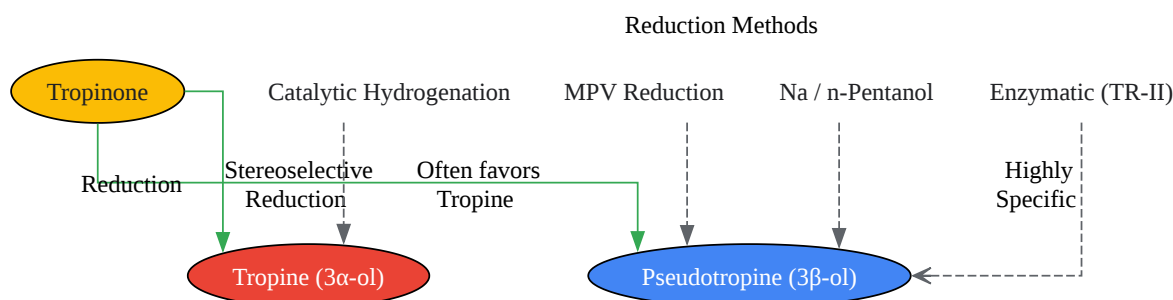 Reduction Methods
Tropinone
Catalytic Hydrogenation
MPV Reduction
Na / n-Pentanol
Enzymatic (TR-II)
Reduction
Stereoselective
Reduction
Often favors
Tropine
Highly
Specific
Tropine (3α-ol)
Pseudotropine (3β-ol)